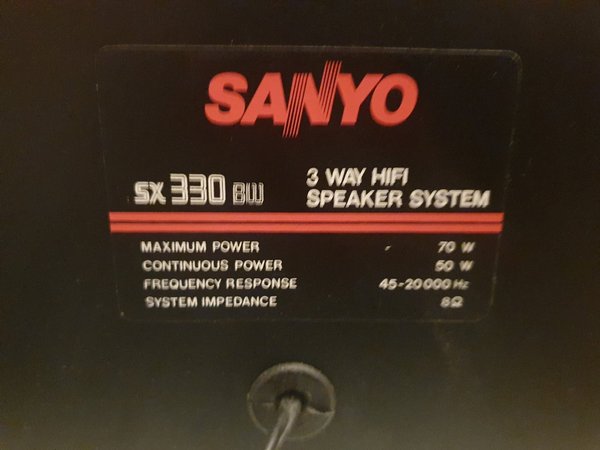 SANYO
SX 330 BW
3 WAY HIFI
SPEAKER SYSTEM
MAXIMUM POWER 70 W
CONTINUOUS POWER 50 W
FREQUENCY RESPONSE 45-20000 Hz
SYSTEM IMPEDANCE 8Ω